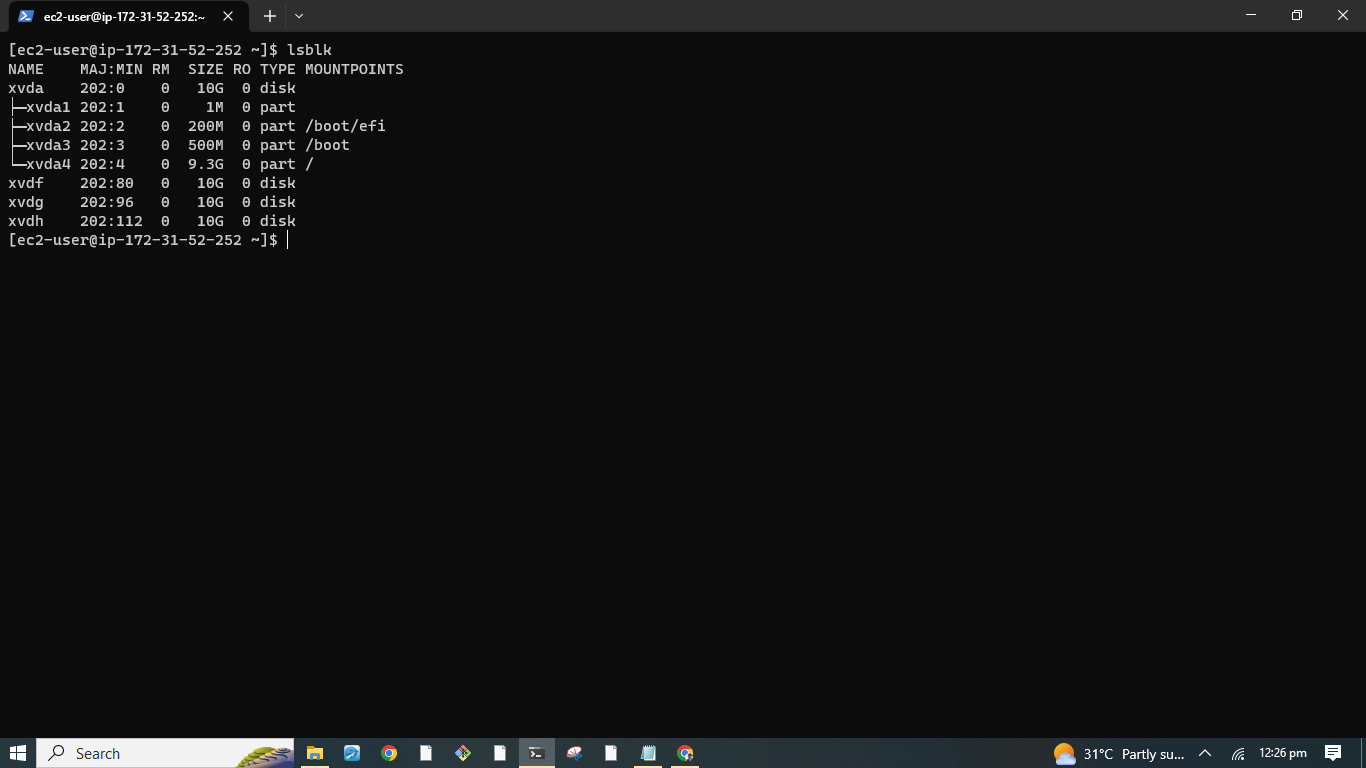 ec2-user@ip-172-31-52-252:~
[ec2-user@ip-172-31-52-252 ~]$ lsblk
NAME    MAJ:MIN RM  SIZE RO TYPE MOUNTPOINTS
xvda    202:0    0   10G  0 disk
├─xvda1 202:1    0    1M  0 part
├─xvda2 202:2    0  200M  0 part /boot/efi
├─xvda3 202:3    0  500M  0 part /boot
└─xvda4 202:4    0  9.3G  0 part /
xvdf    202:80   0   10G  0 disk
xvdg    202:96   0   10G  0 disk
xvdh    202:112  0   10G  0 disk
[ec2-user@ip-172-31-52-252 ~]$
Search
31°C Partly su...
12:26 pm